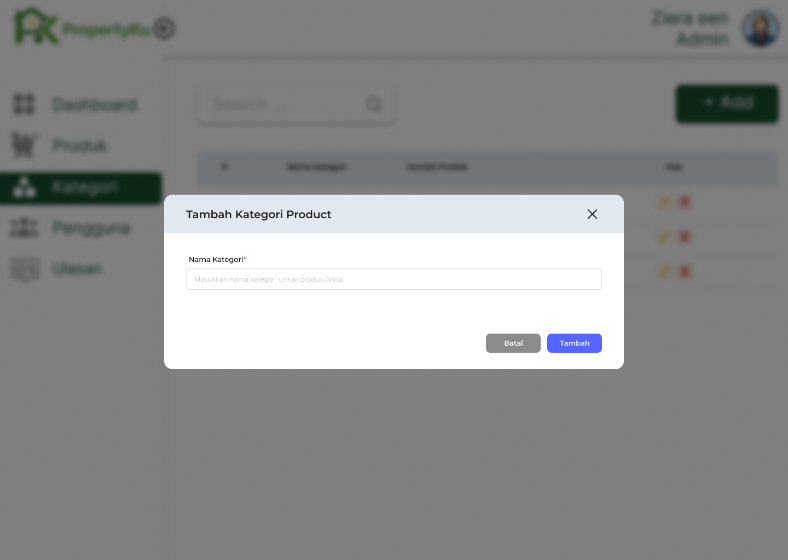 PropertyKu
Ziera een
Admin
Dashboard
Search ...
+ Add
Produk
Nama Kategori
Jumlah Produk
Aksi
Kategori
Tambah Kategori Product
Pengguna
Nama Kategori*
Ulasan
Masukkan nama kategori untuk produk Anda
Batal
Tambah